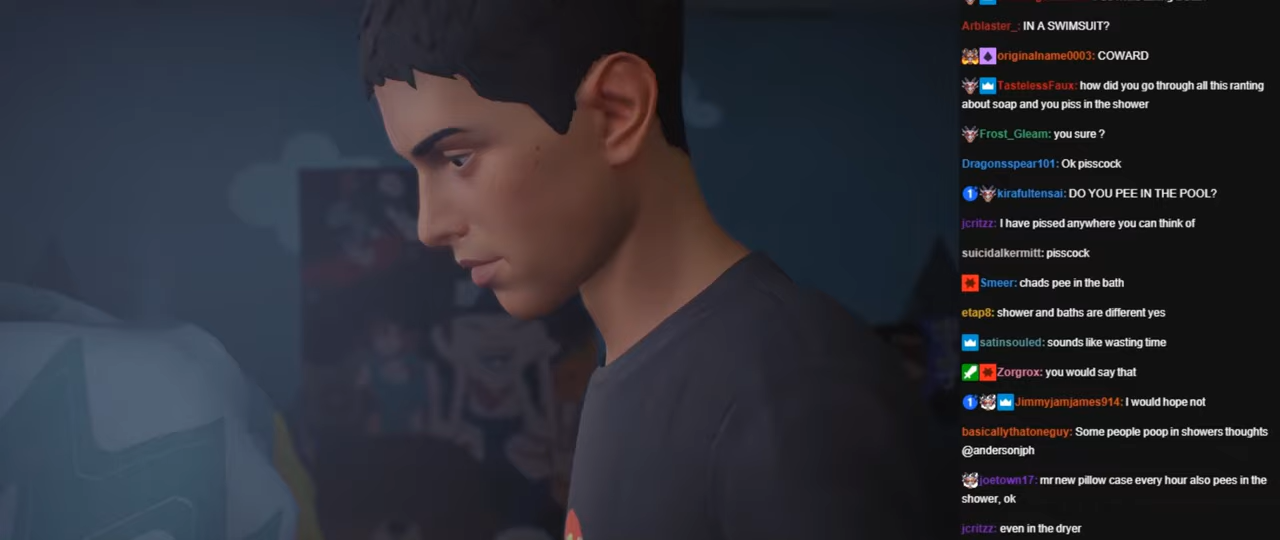 Arblaster_: IN A SWIMSUIT?
originalname0003: COWARD
TastelessFaux: how did you go through all this ranting
about soap and you piss in the shower
Frost_Gleam: you sure ?
Dragonsspear101: Ok pisscock
1 kirafultensai: DO YOU PEE IN THE POOL?
jcritzz: I have pissed anywhere you can think of
suicidalkermitt: pisscock
Smeer: chads pee in the bath
etap8: shower and baths are different yes
satinsouled: sounds like wasting time
Zorgrox: you would say that
1 Jimmyjamjames914: I would hope not
basicallythatoneguy: Some people poop in showers thoughts
@andersonjph
joetown17: mr new pillow case every hour also pees in the
shower, ok
jcritzz: even in the dryer